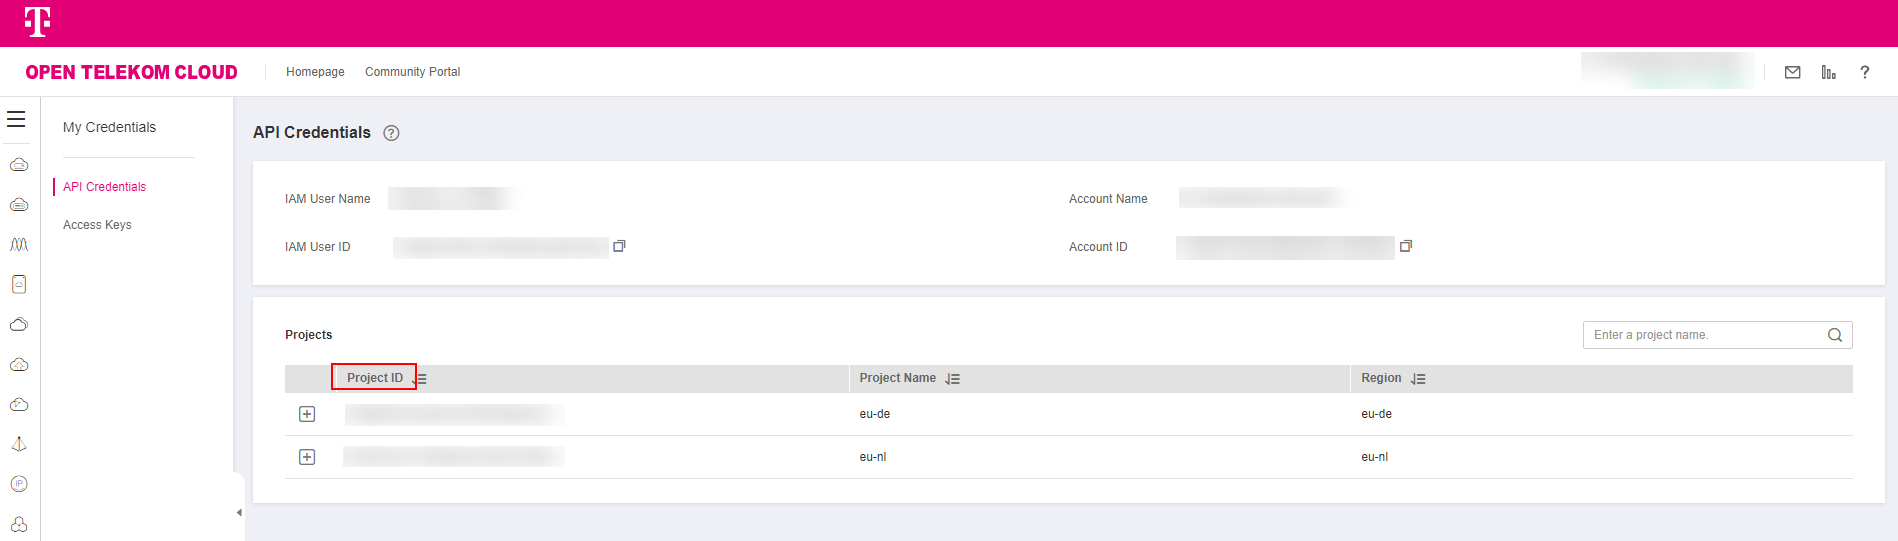 T
OPEN TELEKOM CLOUD
Homepage
Community Portal
?
My Credentials
API Credentials
Access Keys
API Credentials ?
IAM User Name
Account Name
IAM User ID
Account ID
Projects
Enter a project name.
Project ID
Project Name
Region
eu-de
eu-de
eu-nl
eu-nl
IP